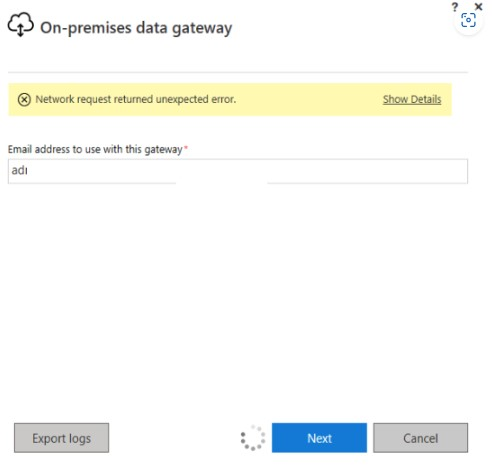 ? ×
On-premises data gateway
Network request returned unexpected error. Show Details
Email address to use with this gateway*
Export logs Next Cancel